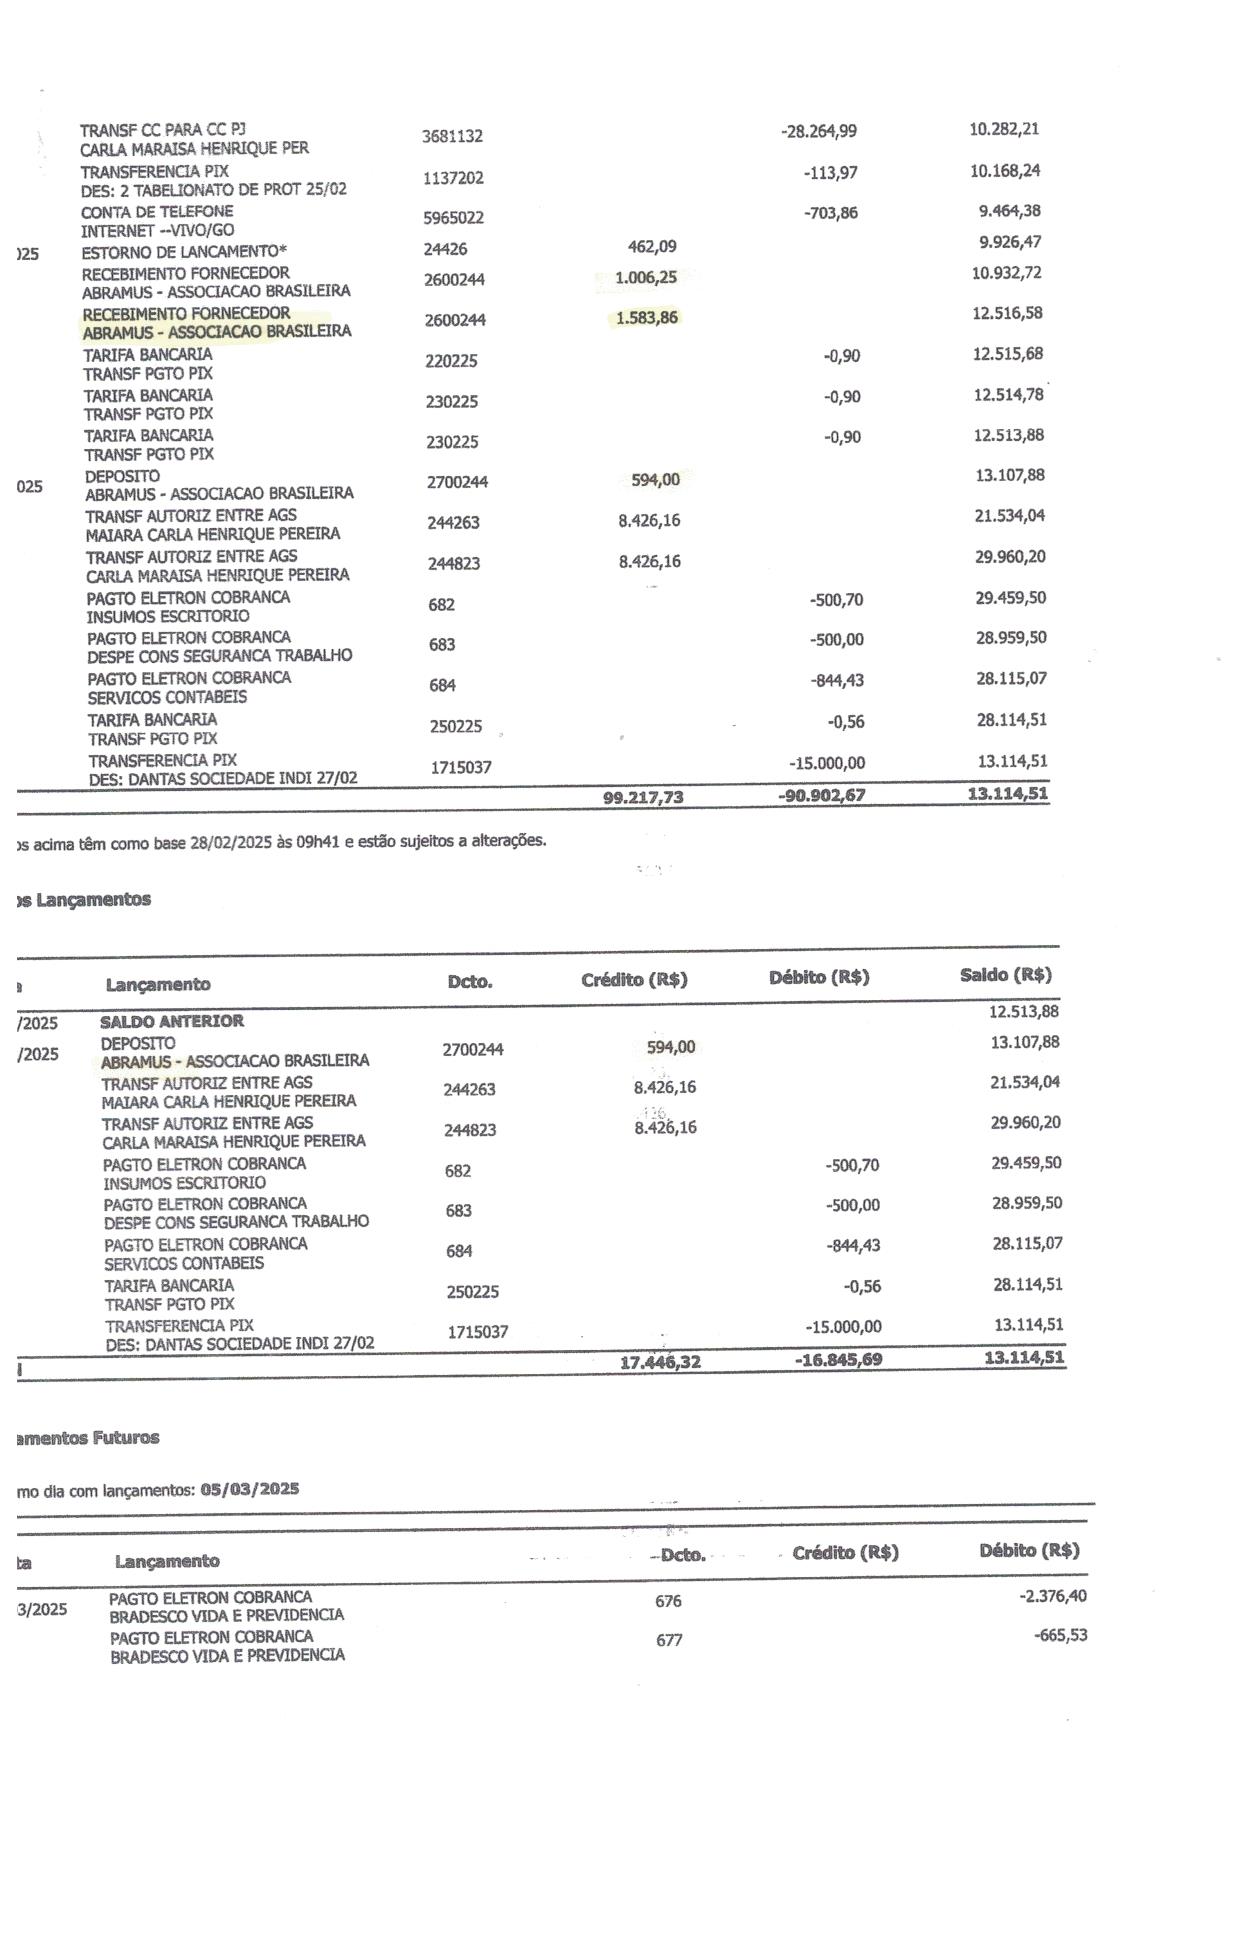 TRANSF CC PARA CC PJ
CARLA MARAISA HENRIQUE PER 3681132 -28.264,99 10.282,21
TRANSFERENCIA PIX
DES: 2 TABELIONATO DE PROT 25/02 1137202 -113,97 10.168,24
CONTA DE TELEFONE
INTERNET --VIVO/GO 5965022 -703,86 9.464,38
025 ESTORNO DE LANCAMENTO* 24426 462,09 9.926,47
RECEBIMENTO FORNECEDOR
ABRAMUS - ASSOCIACAO BRASILEIRA 2600244 1.006,25 10.932,72
RECEBIMENTO FORNECEDOR
ABRAMUS - ASSOCIACAO BRASILEIRA 2600244 1.583,86 12.516,58
TARIFA BANCARIA
TRANSF PGTO PIX 220225 -0,90 12.515,68
TARIFA BANCARIA
TRANSF PGTO PIX 230225 -0,90 12.514,78
TARIFA BANCARIA
TRANSF PGTO PIX 230225 -0,90 12.513,88
025 DEPOSITO
ABRAMUS - ASSOCIACAO BRASILEIRA 2700244 594,00 13.107,88
TRANSF AUTORIZ ENTRE AGS
MAIARA CARLA HENRIQUE PEREIRA 244263 8.426,16 21.534,04
TRANSF AUTORIZ ENTRE AGS
CARLA MARAISA HENRIQUE PEREIRA 244823 8.426,16 29.960,20
PAGTO ELETRON COBRANCA
INSUMOS ESCRITORIO 682 -500,70 29.459,50
PAGTO ELETRON COBRANCA
DESPE CONS SEGURANCA TRABALHO 683 -500,00 28.959,50
PAGTO ELETRON COBRANCA
SERVICOS CONTABEIS 684 -844,43 28.115,07
TARIFA BANCARIA
TRANSF PGTO PIX 250225 -0,56 28.114,51
TRANSFERENCIA PIX
DES: DANTAS SOCIEDADE INDI 27/02 1715037 -15.000,00 13.114,51
99.217,73 -90.902,67 13.114,51
os acima têm como base 28/02/2025 às 09h41 e estão sujeitos a alterações.
os Lançamentos
a Lançamento Dcto. Crédito (R$) Débito (R$) Saldo (R$)
/2025 SALDO ANTERIOR 12.513,88
/2025 DEPOSITO
ABRAMUS - ASSOCIACAO BRASILEIRA 2700244 594,00 13.107,88
TRANSF AUTORIZ ENTRE AGS
MAIARA CARLA HENRIQUE PEREIRA 244263 8.426,16 21.534,04
TRANSF AUTORIZ ENTRE AGS
CARLA MARAISA HENRIQUE PEREIRA 244823 8.426,16 29.960,20
PAGTO ELETRON COBRANCA
INSUMOS ESCRITORIO 682 -500,70 29.459,50
PAGTO ELETRON COBRANCA
DESPE CONS SEGURANCA TRABALHO 683 -500,00 28.959,50
PAGTO ELETRON COBRANCA
SERVICOS CONTABEIS 684 -844,43 28.115,07
TARIFA BANCARIA
TRANSF PGTO PIX 250225 -0,56 28.114,51
TRANSFERENCIA PIX
DES: DANTAS SOCIEDADE INDI 27/02 1715037 -15.000,00 13.114,51
l 17.446,32 -16.845,69 13.114,51
amentos Futuros
mo dia com lançamentos: 05/03/2025
ta Lançamento Dcto. Crédito (R$) Débito (R$)
3/2025 PAGTO ELETRON COBRANCA
BRADESCO VIDA E PREVIDENCIA 676 -2.376,40
PAGTO ELETRON COBRANCA
BRADESCO VIDA E PREVIDENCIA 677 -665,53